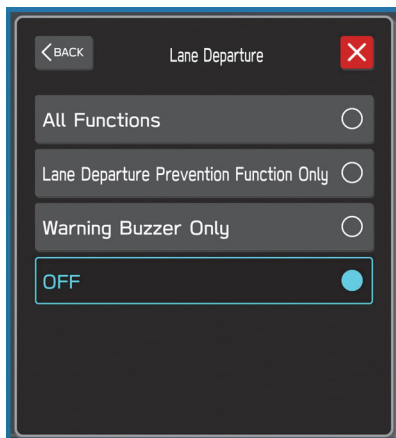 BACK
Lane Departure
All Functions
Lane Departure Prevention Function Only
Warning Buzzer Only
OFF